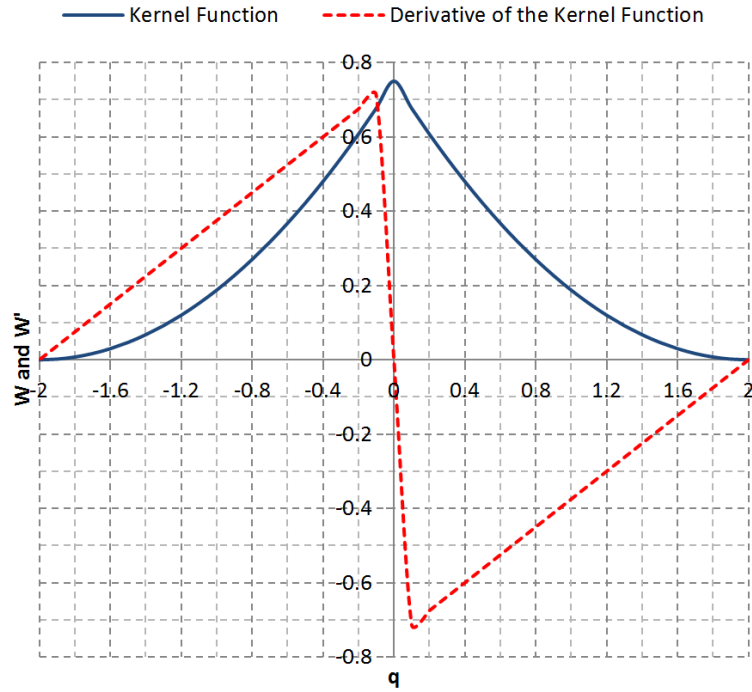 Kernel Function Derivative of the Kernel Function
0.8
0.6
0.4
0.2
0
-2 -1.6 -1.2 -0.8 -0.4 0 0.4 0.8 1.2 1.6 2
-0.2
-0.4
-0.6
-0.8
W and W'
q